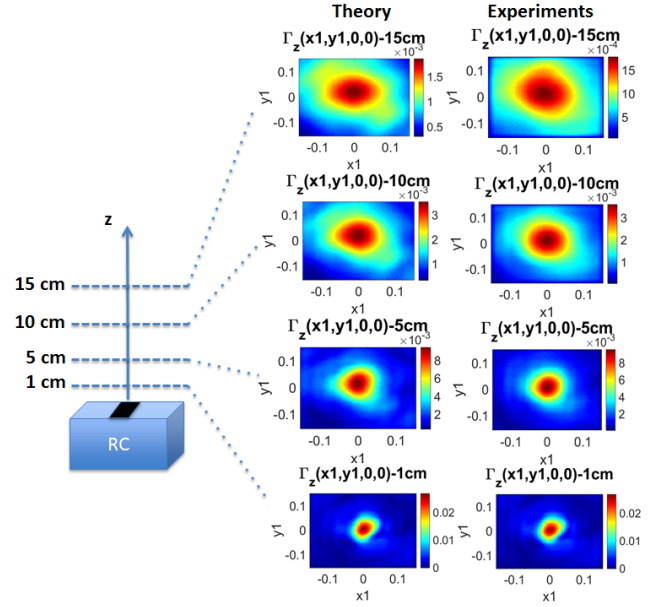 Theory Experiments
Γz(x1,y1,0,0)-15cm Γz(x1,y1,0,0)-15cm
×10⁻³ ×10⁻⁴
0.1 0 -0.1 y1 1.5 1 0.5 0.1 0 -0.1 y1 15 10 5
-0.1 0 0.1 -0.1 0 0.1
x1 x1
Γz(x1,y1,0,0)-10cm Γz(x1,y1,0,0)-10cm
×10⁻³ ×10⁻³
0.1 0 -0.1 y1 3 2 1 0.1 0 -0.1 y1 3 2 1
-0.1 0 0.1 -0.1 0 0.1
x1 x1
z
15 cm
10 cm
5 cm
1 cm
RC
Γz(x1,y1,0,0)-5cm Γz(x1,y1,0,0)-5cm
×10⁻³ ×10⁻³
0.1 0 -0.1 y1 8 6 4 2 0.1 0 -0.1 y1 8 6 4 2
-0.1 0 0.1 -0.1 0 0.1
x1 x1
Γz(x1,y1,0,0)-1cm Γz(x1,y1,0,0)-1cm
0.1 0 -0.1 y1 0.02 0.01 0 0.1 0 -0.1 y1 0.02 0.01 0
-0.1 0 0.1 -0.1 0 0.1
x1 x1